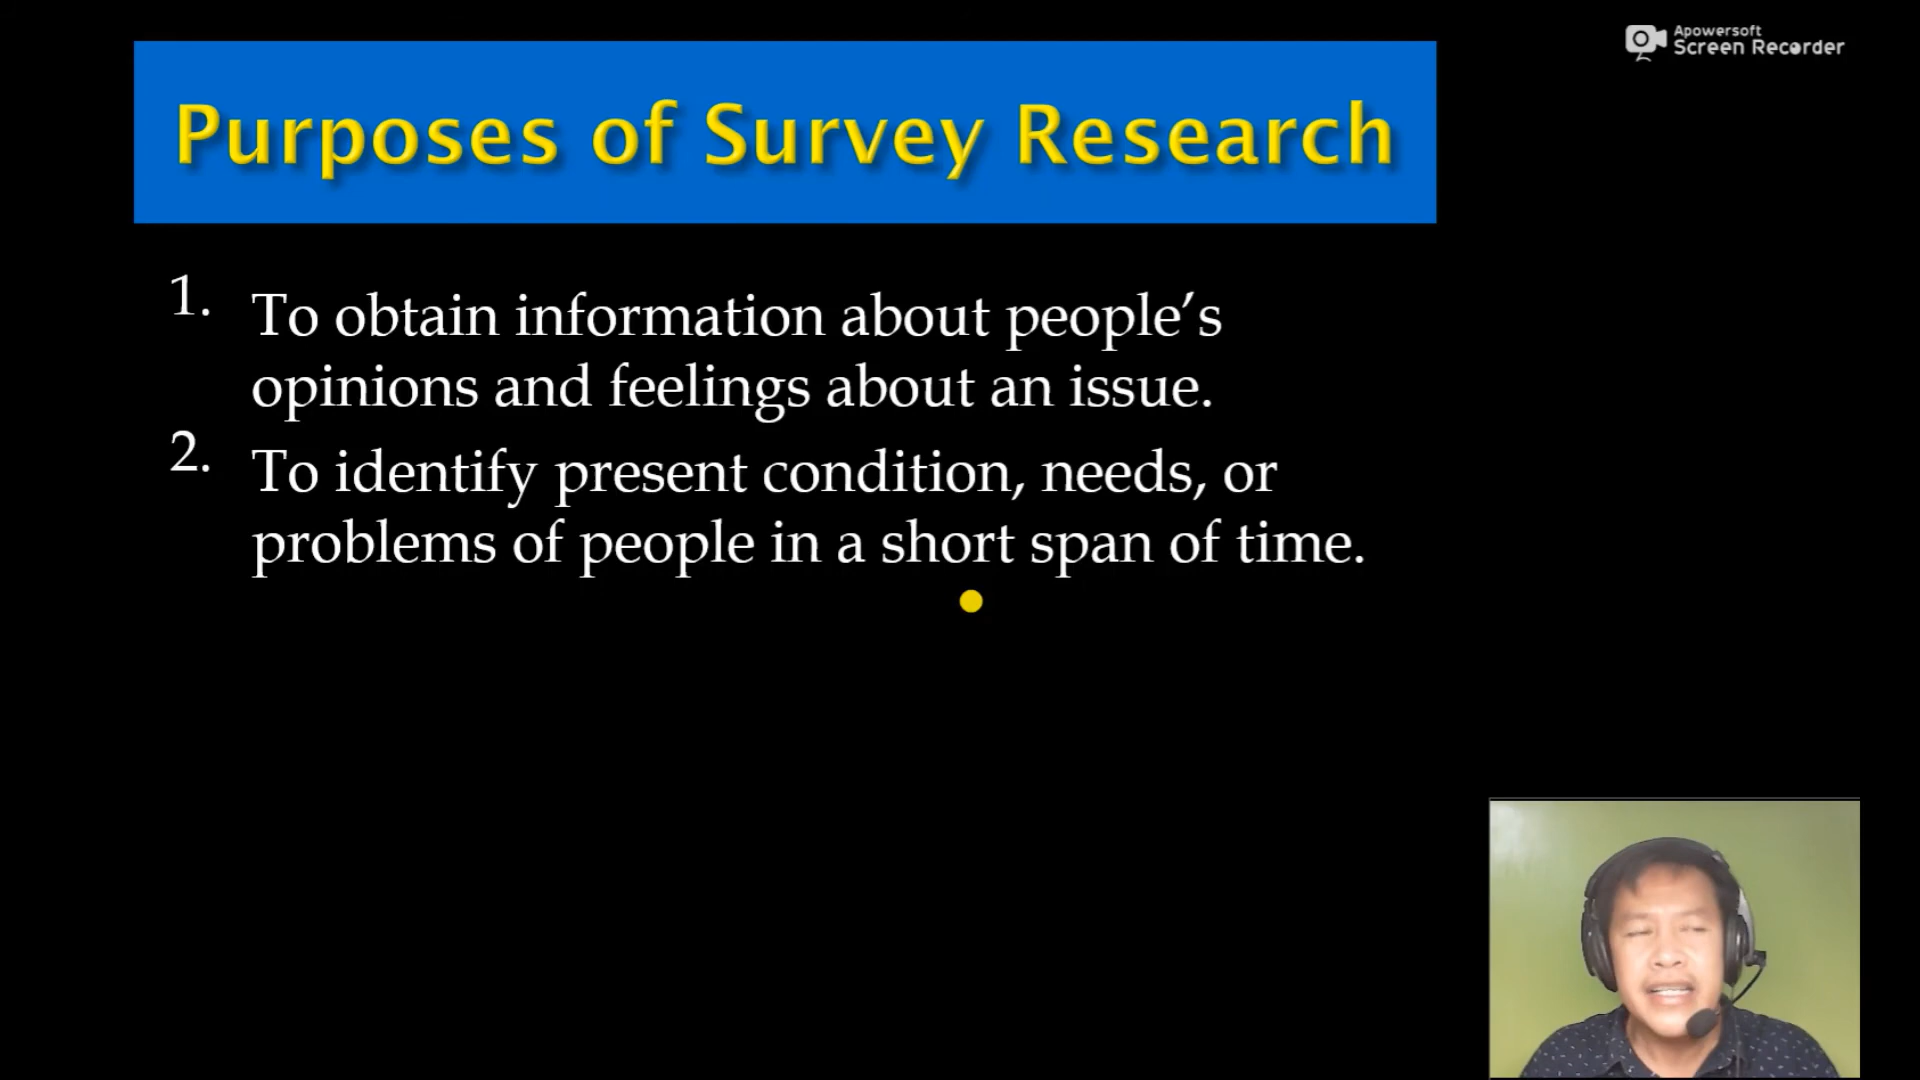 Apowersoft
Screen Recorder
Purposes of Survey Research
1. To obtain information about people’s
opinions and feelings about an issue.
2. To identify present condition, needs, or
problems of people in a short span of time.